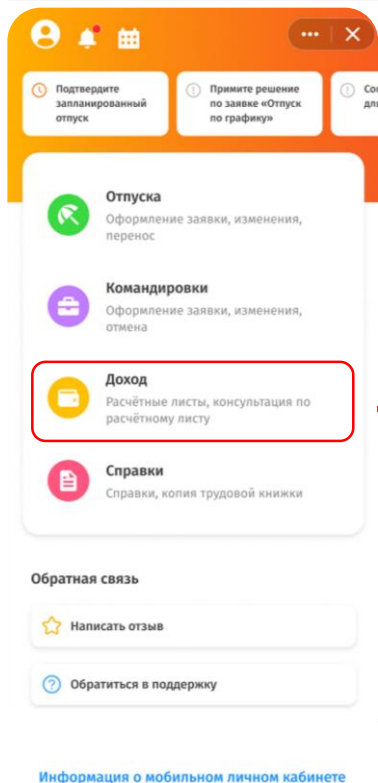 Подтвердите
запланированный
отпуск
Примите решение
по заявке «Отпуск
по графику»
Отпуска
Оформление заявки, изменения,
перенос
Командировки
Оформление заявки, изменения,
отмена
Доход
Расчётные листы, консультация по
расчётному листу
Справки
Справки, копия трудовой книжки
Обратная связь
Написать отзыв
Обратиться в поддержку
Информация о мобильном личном кабинете